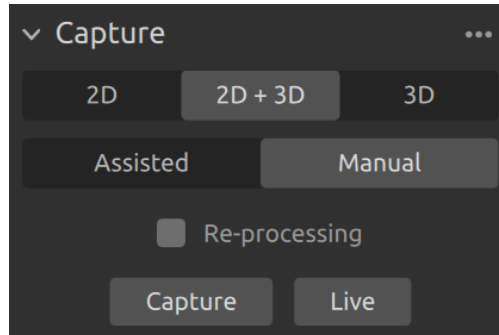 Capture
2D 2D + 3D 3D
Assisted Manual
Re-processing
Capture Live